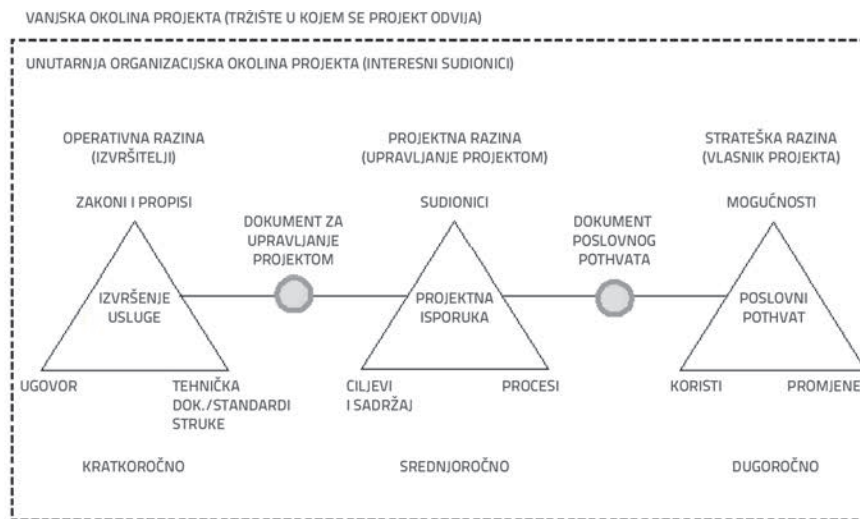 VANJSKA OKOLINA PROJEKTA (TRŽIŠTE U KOJEM SE PROJEKT ODVIJA)
UNUTARNJA ORGANIZACIJSKA OKOLINA PROJEKTA (INTERESNI SUDIONICI)
OPERATIVNA RAZINA
(IZVRŠITELJI)
PROJEKTNA RAZINA
(UPRAVLJANJE PROJEKTOM)
STRATEŠKA RAZINA
(VLASNIK PROJEKTA)
ZAKONI I PROPISI
SUDIONICI
MOGUĆNOSTI
DOKUMENT ZA
UPRAVLJANJE
PROJEKTOM
DOKUMENT
POSLOVNOG
POTHVATA
IZVRŠENJE
USLUGE
PROJEKTNA
ISPORUKA
POSLOVNI
POTHVAT
UGOVOR
TEHNIČKA
DOK./STANDARDI
STRUKE
CILJEVI
I SADRŽAJ
PROCESI
KORISTI
PROMJENE
KRATKOROČNO
SREDNJOROČNO
DUGOROČNO